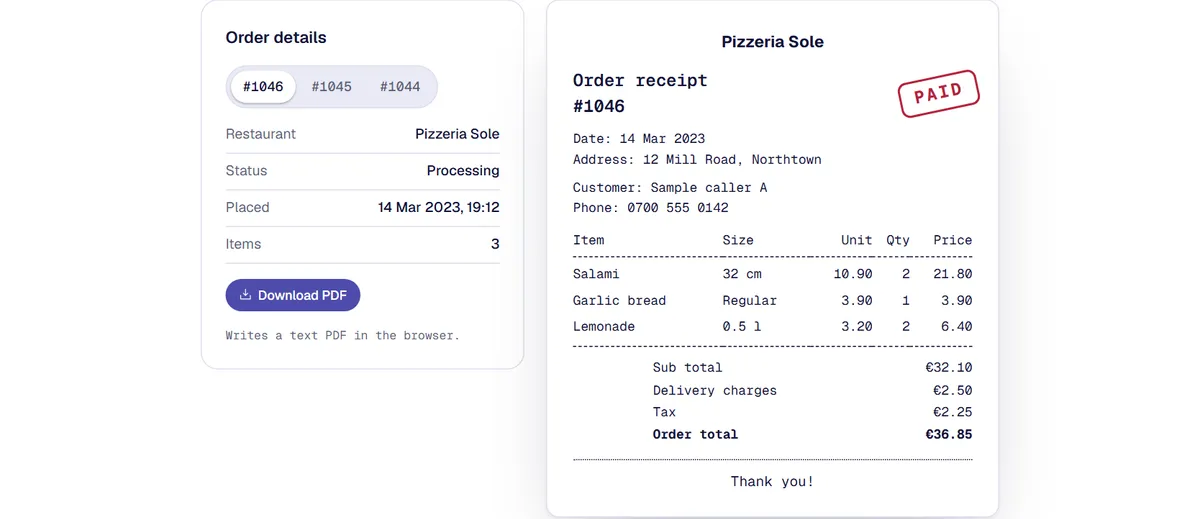 Order details
#1046 #1045 #1044
Restaurant Pizzeria Sole
Status Processing
Placed 14 Mar 2023, 19:12
Items 3
Download PDF
Writes a text PDF in the browser.
Pizzeria Sole
Order receipt
#1046
PAID
Date: 14 Mar 2023
Address: 12 Mill Road, Northtown
Customer: Sample caller A
Phone: 0700 555 0142
Item Size Unit Qty Price
Salami 32 cm 10.90 2 21.80
Garlic bread Regular 3.90 1 3.90
Lemonade 0.5 l 3.20 2 6.40
Sub total €32.10
Delivery charges €2.50
Tax €2.25
Order total €36.85
Thank you!